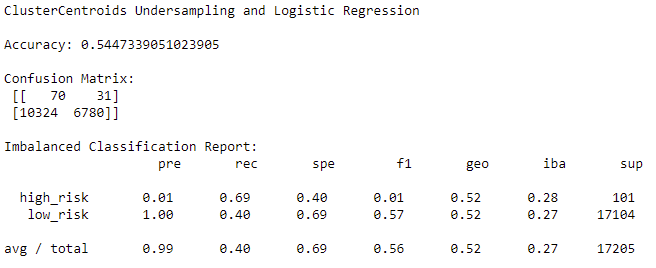 ClusterCentroids Undersampling and Logistic Regression
Accuracy: 0.5447339051023905
Confusion Matrix:
[[   70    31]
 [10324  6780]]
Imbalanced Classification Report:
pre rec spe f1 geo iba sup
high_risk 0.01 0.69 0.40 0.01 0.52 0.28 101
low_risk 1.00 0.40 0.69 0.57 0.52 0.27 17104
avg / total 0.99 0.40 0.69 0.56 0.52 0.27 17205